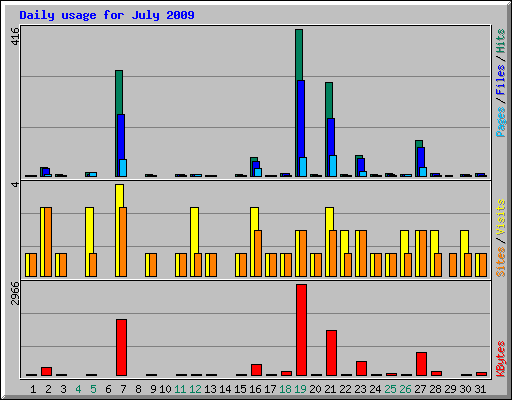 Daily usage for July 2009
416
Pages / Files / Hits
4
Sites / Visits
2966
KBytes
1 2 3 4 5 6 7 8 9 10 11 12 13 14 15 16 17 18 19 20 21 22 23 24 25 26 27 28 29 30 31